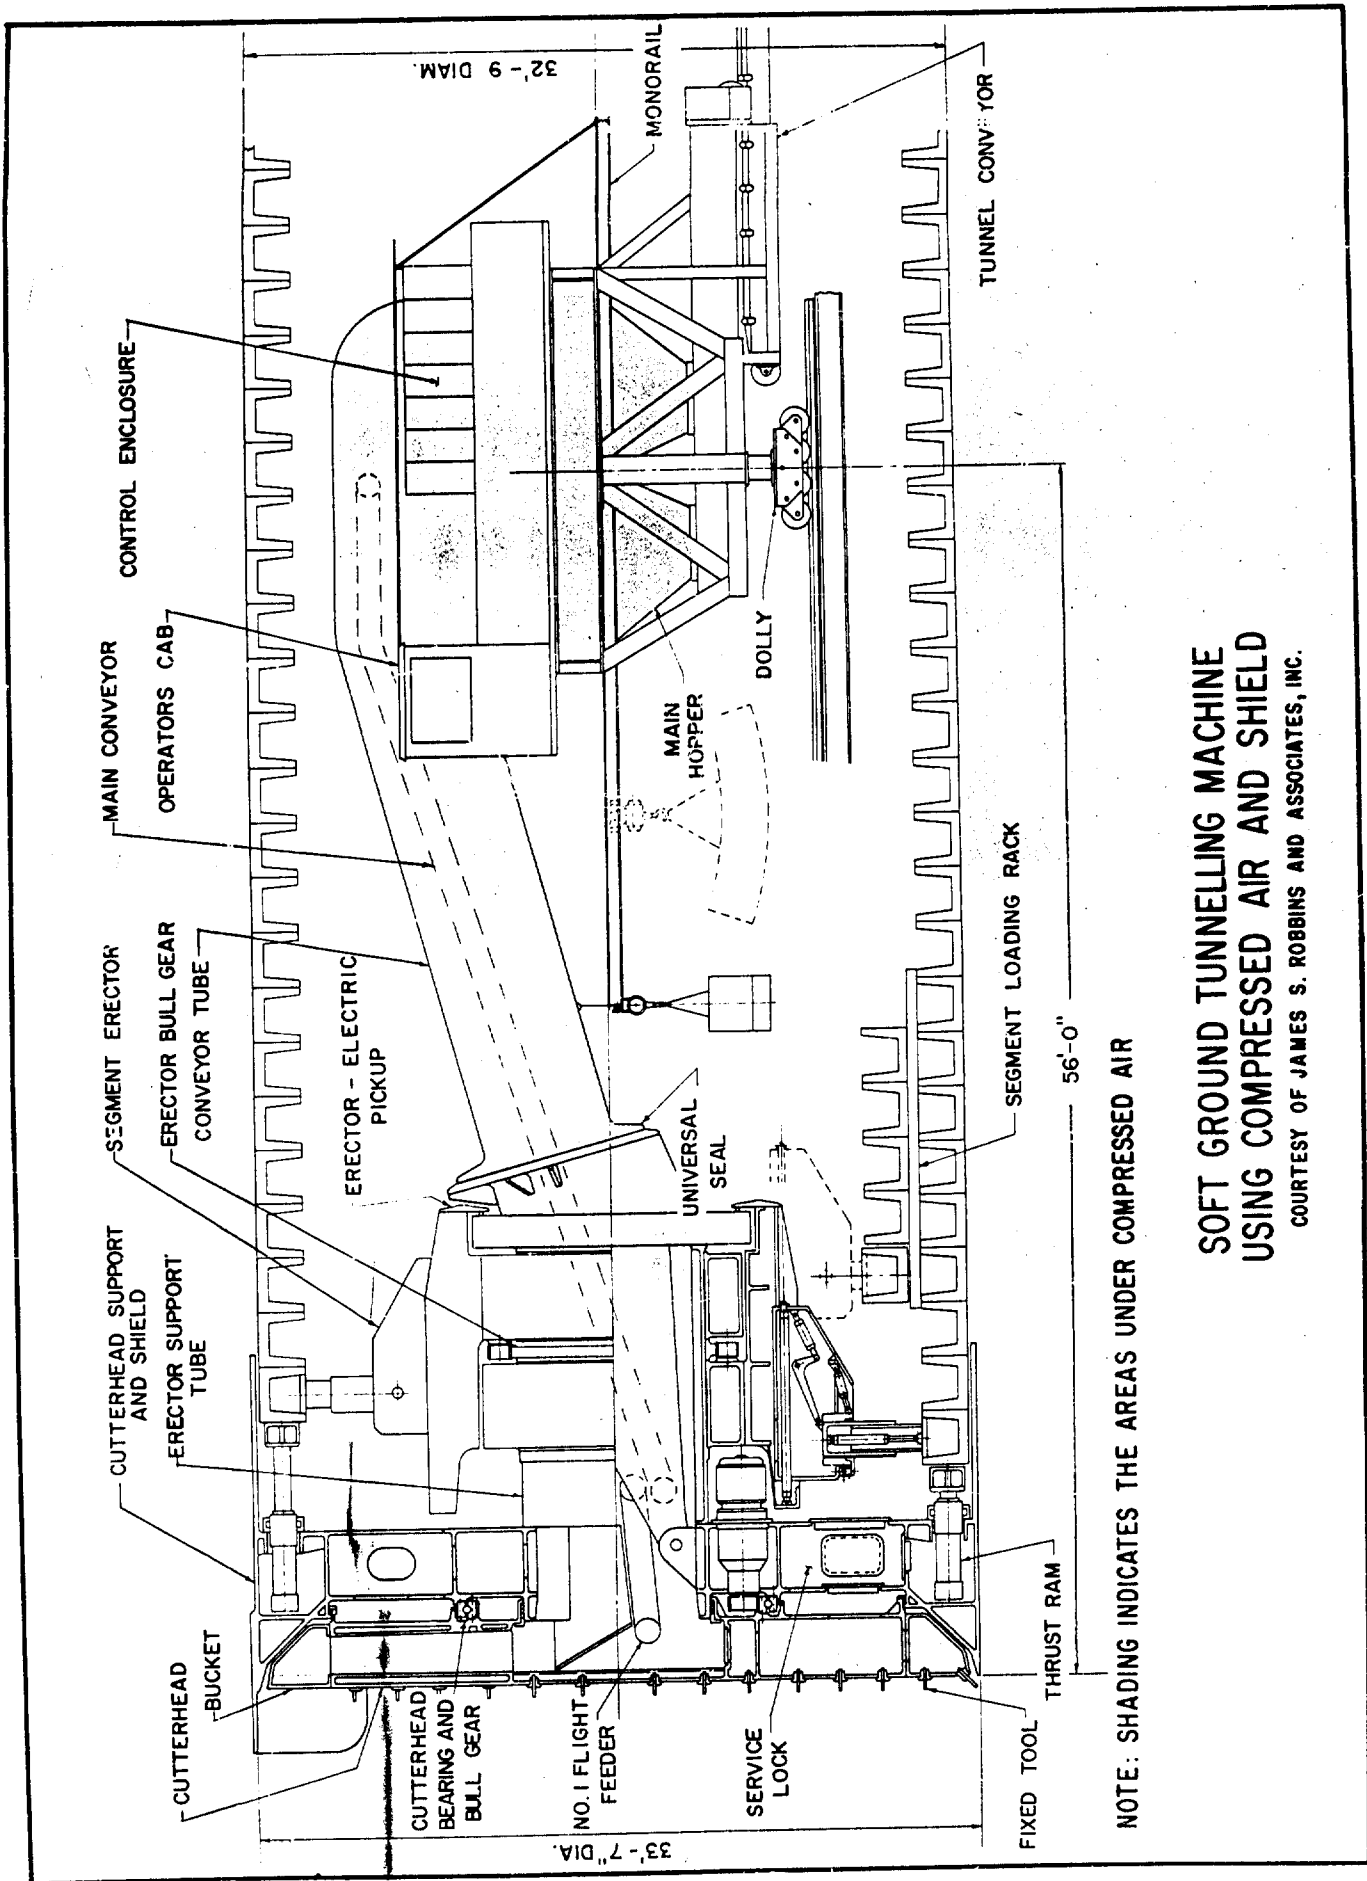 CUTTERHEAD SUPPORT
AND SHIELD
ERECTOR SUPPORT
TUBE
SEGMENT ERECTOR
ERECTOR BULL GEAR
CONVEYOR TUBE
MAIN CONVEYOR
OPERATORS CAB
CONTROL ENCLOSURE
CUTTERHEAD
BUCKET
ERECTOR - ELECTRIC
PICKUP
32'-9 DIAM.
MONORAIL
CUTTERHEAD
BEARING AND
BULL GEAR
NO. 1 FLIGHT
FEEDER
33'-7" DIA.
UNIVERSAL
SEAL
MAIN
HOPPER
DOLLY
SERVICE
LOCK
TUNNEL CONVEYOR
SEGMENT LOADING RACK
FIXED TOOL
THRUST RAM
56'-0"
NOTE: SHADING INDICATES THE AREAS UNDER COMPRESSED AIR
SOFT GROUND TUNNELLING MACHINE
USING COMPRESSED AIR AND SHIELD
COURTESY OF JAMES S. ROBBINS AND ASSOCIATES, INC.